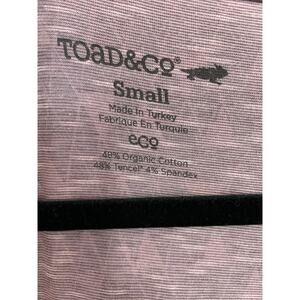 TOAD&CO®
Small
Made In Turkey
Fabriqué En Turquie
eco
48% Organic Cotton
48% Tencel® 4% Spandex